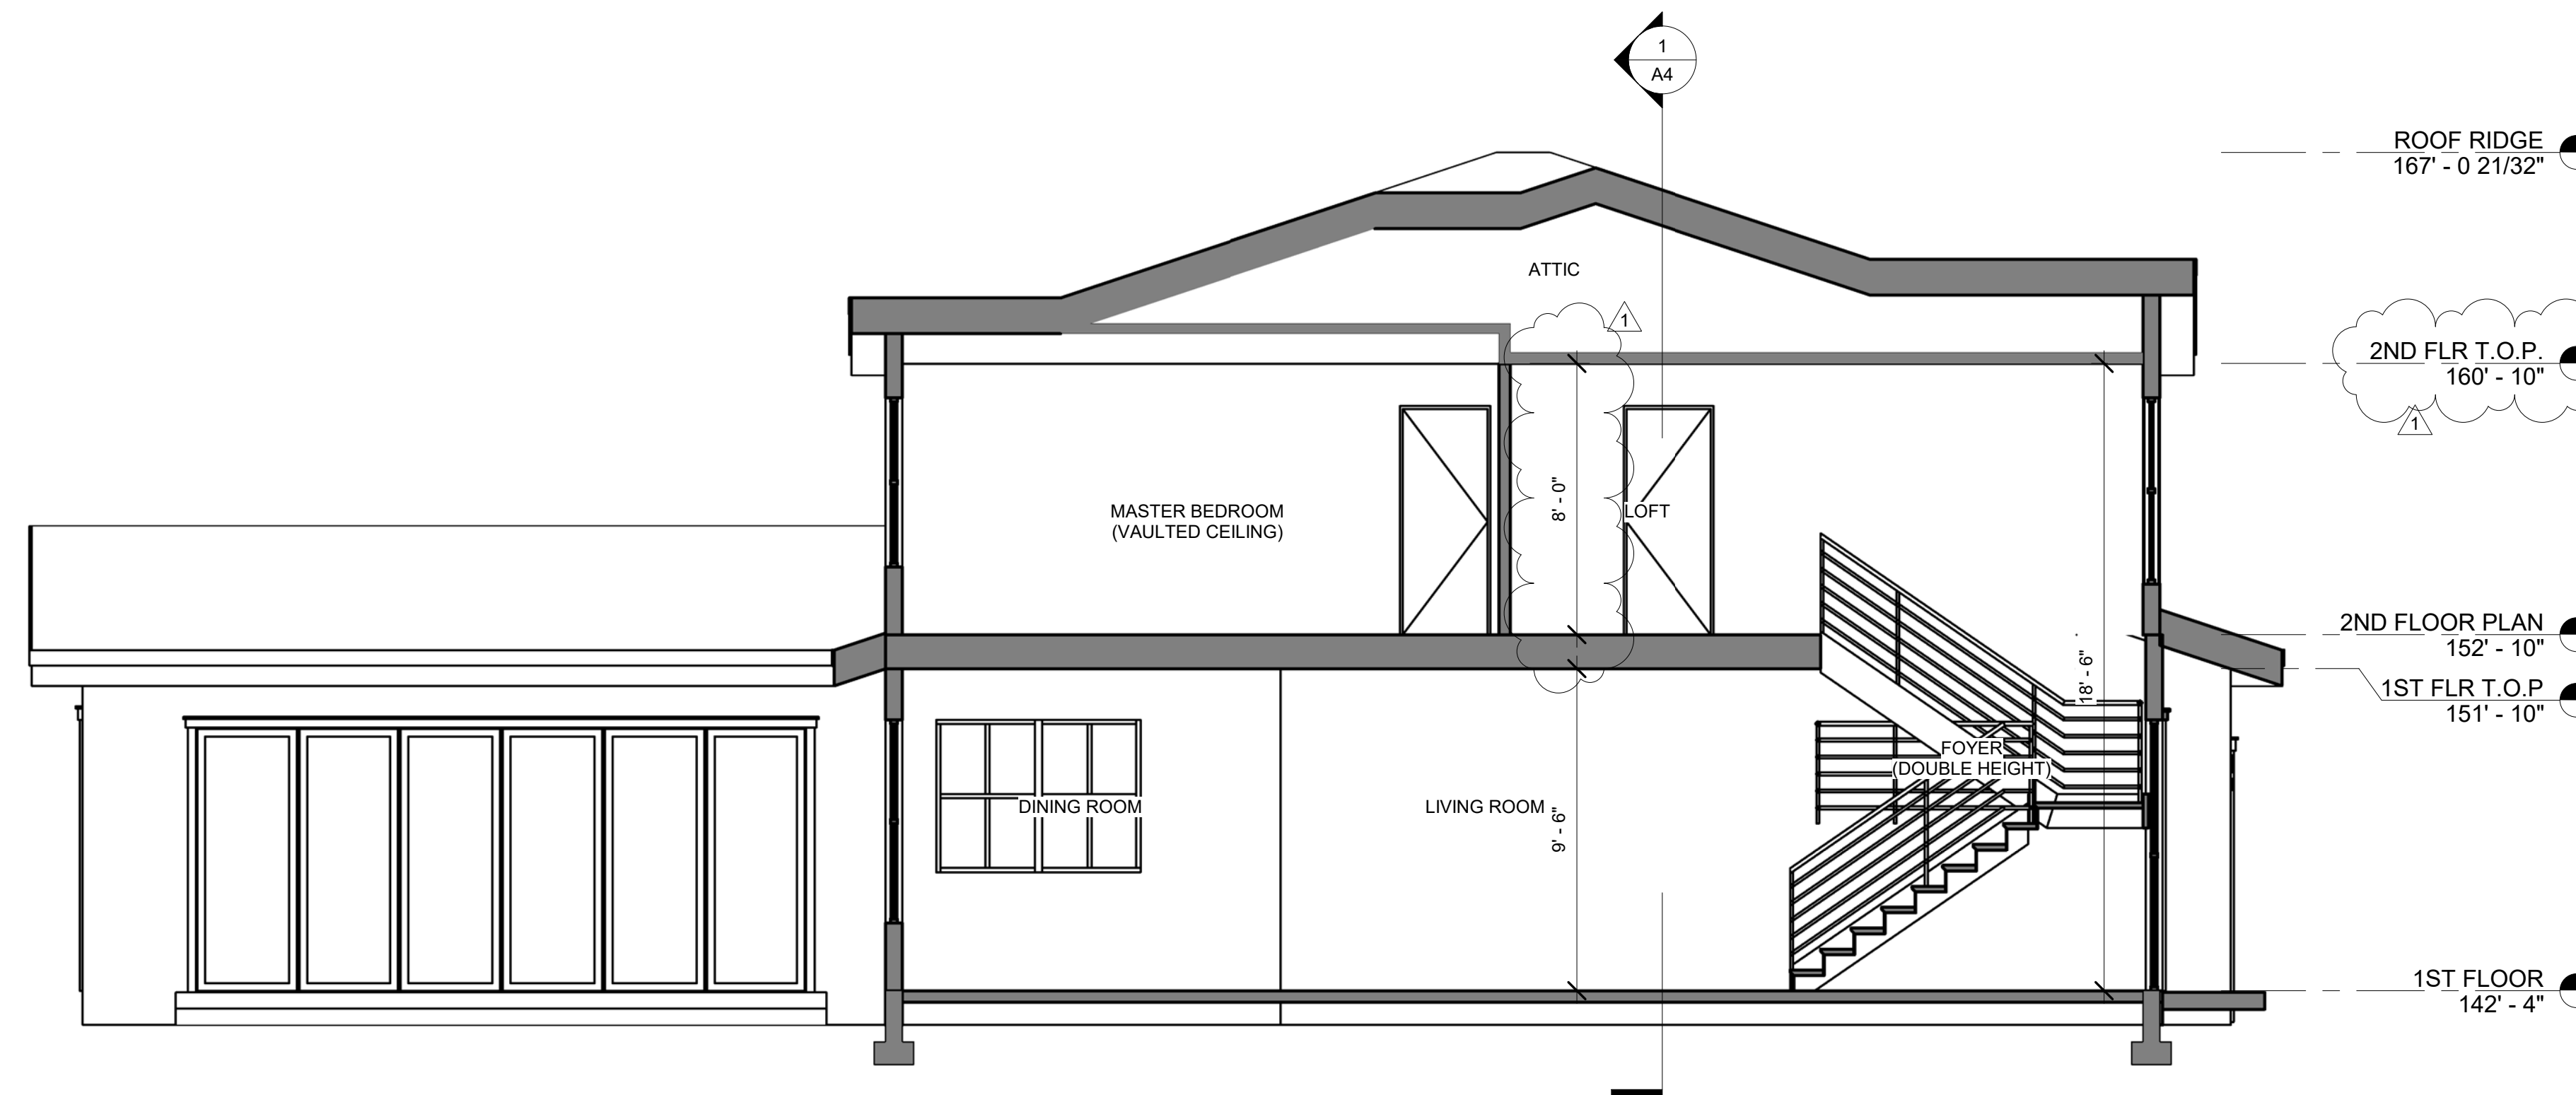 1
A4
ROOF RIDGE
167' - 0 21/32"
ATTIC
1
2ND FLR T.O.P.
160' - 10"
1
MASTER BEDROOM
(VAULTED CEILING)
8' - 0"
LOFT
2ND FLOOR PLAN
152' - 10"
18' - 6"
1ST FLR T.O.P
151' - 10"
FOYER
(DOUBLE HEIGHT)
DINING ROOM
LIVING ROOM
9' - 6"
1ST FLOOR
142' - 4"